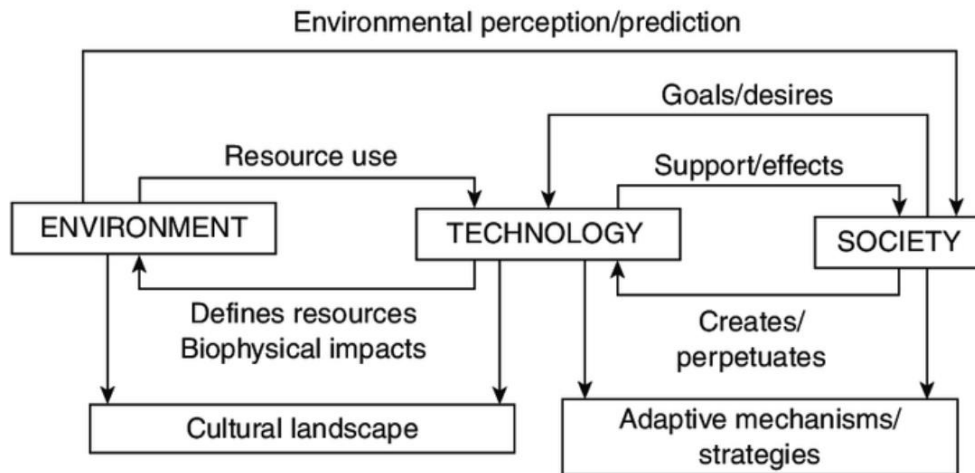 Environmental perception/prediction
Goals/desires
Resource use
Support/effects
ENVIRONMENT
TECHNOLOGY
SOCIETY
Defines resources
Biophysical impacts
Creates/
perpetuates
Cultural landscape
Adaptive mechanisms/
strategies